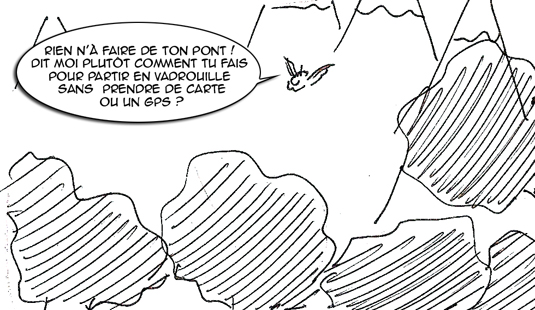 RIEN N'À FAIRE DE TON PONT !
DIT MOI PLUTÔT COMMENT TU FAIS
POUR PARTIR EN VADROUILLE
SANS PRENDRE DE CARTE
OU UN GPS ?